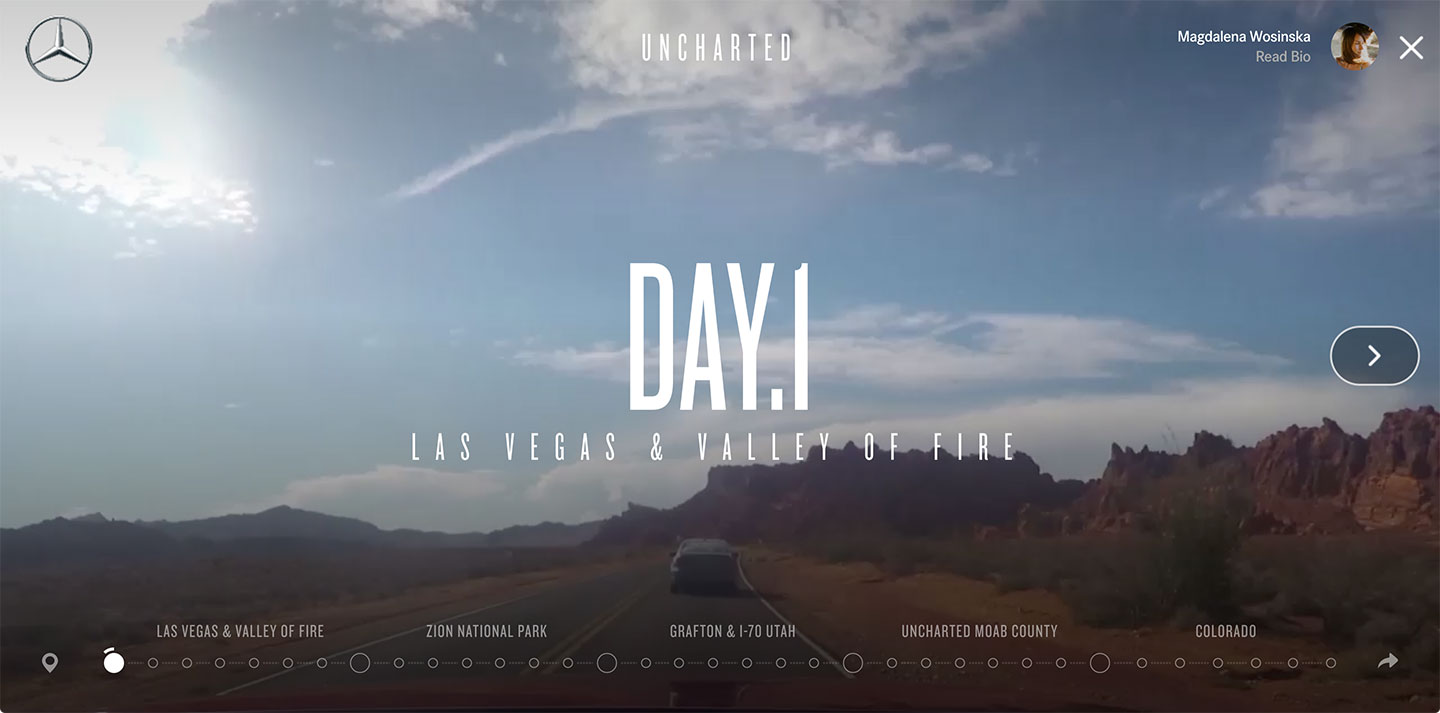 UNCHARTED
Magdalena Wosinska
Read Bio
DAY.1
LAS VEGAS & VALLEY OF FIRE
LAS VEGAS & VALLEY OF FIRE
ZION NATIONAL PARK
GRAFTON & I-70 UTAH
UNCHARTED MOAB COUNTY
COLORADO